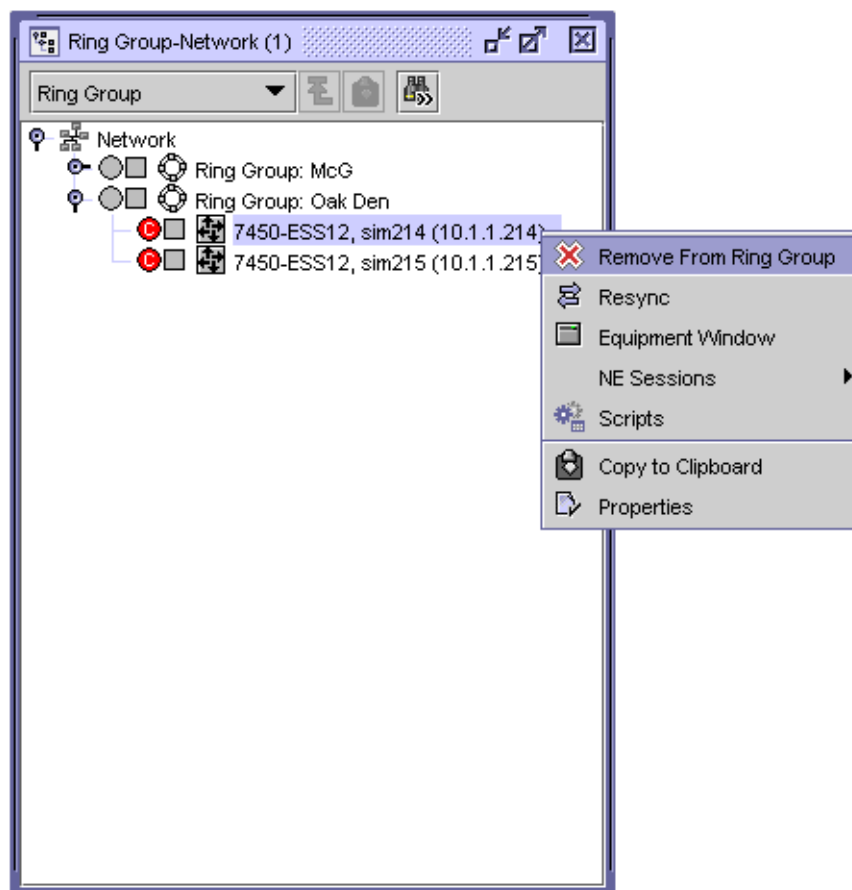 Ring Group-Network (1)
Ring Group
Network
Ring Group: McG
Ring Group: Oak Den
C 7450-ESS12, sim214 (10.1.1.214)
C 7450-ESS12, sim215 (10.1.1.215)
Remove From Ring Group
Resync
Equipment Window
NE Sessions
Scripts
Copy to Clipboard
Properties